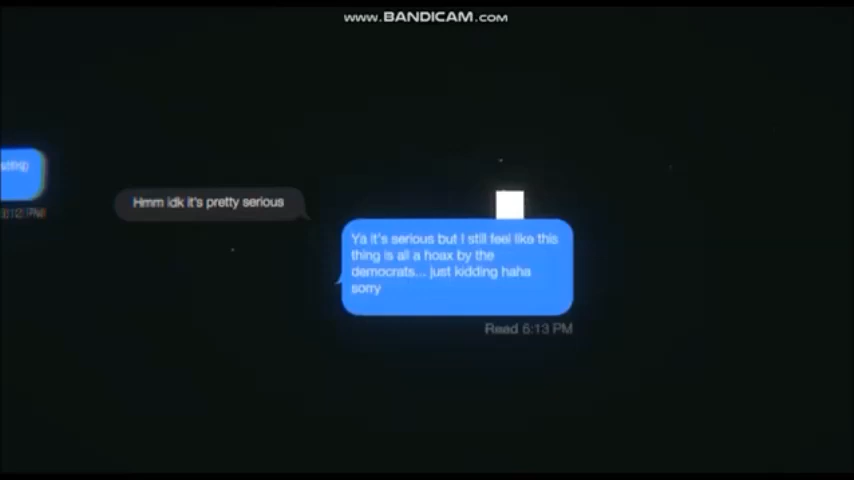 www.BANDICAM.com
Hmm idk it's pretty serious
Ya it's serious but I still feel like this
thing is all a hoax by the
democrats... just kidding haha
sorry
Read 6:13 PM